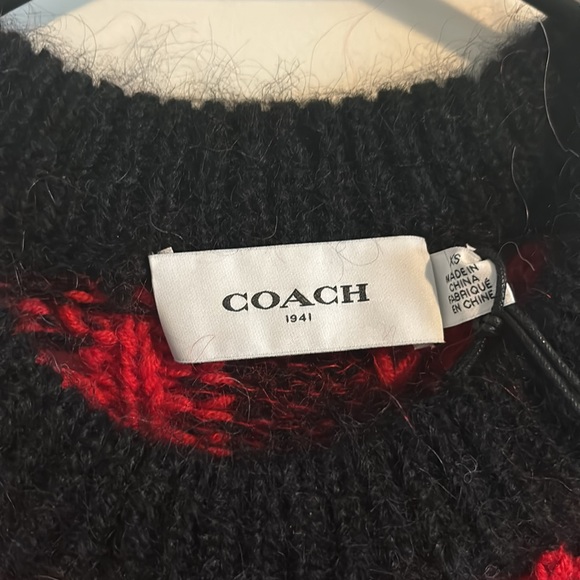 COACH
1941
XS
MADE IN
CHINA
FABRIQUÉ
EN CHINE